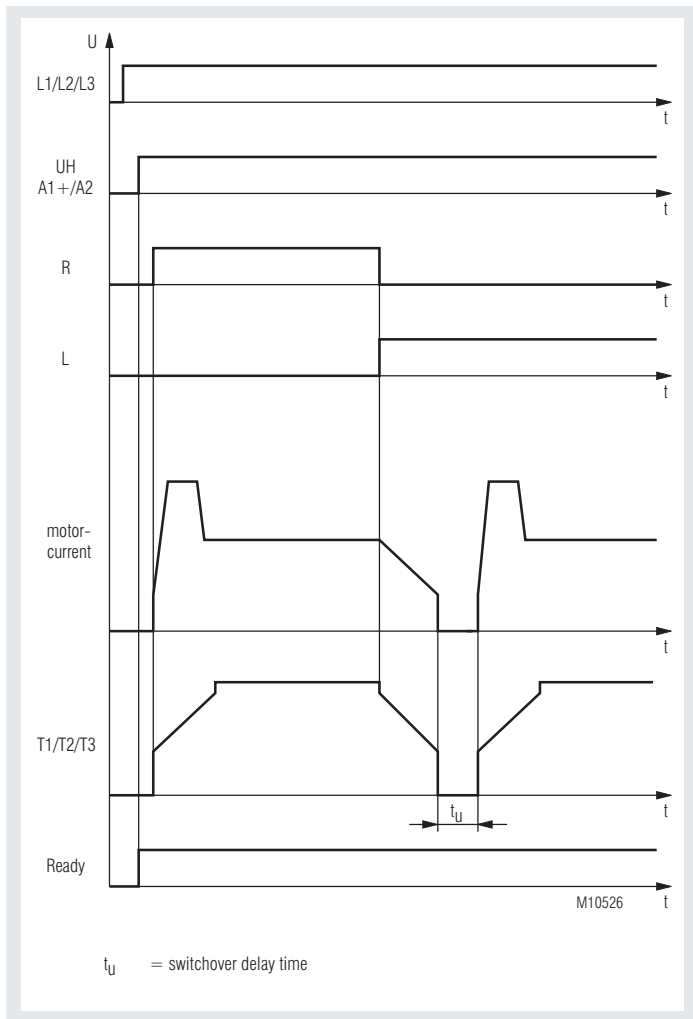 U
L1/L2/L3
t
UH
A1+/A2
t
R
t
L
t
motor-
current
t
T1/T2/T3
tu
t
Ready
M10526
t
tu = switchover delay time